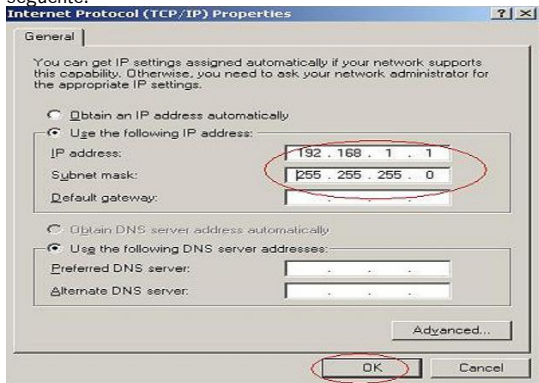 seguente:
Internet Protocol (TCP/IP) Properties
General
You can get IP settings assigned automatically if your network supports
this capability. Otherwise, you need to ask your network administrator for
the appropriate IP settings.
Obtain an IP address automatically
Use the following IP address:
IP address: 192 . 168 . 1 . 1
Subnet mask: 255 . 255 . 255 . 0
Default gateway: . . .
Obtain DNS server address automatically
Use the following DNS server addresses:
Preferred DNS server: . . .
Alternate DNS server: . . .
Advanced...
OK Cancel